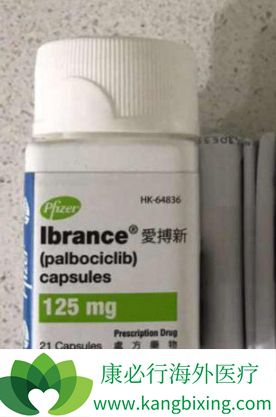 Pfizer
HK-64836
Ibrance® 愛搏新
(palbociclib)
capsules
125 mg
Prescription Drug
21 Capsules 處方藥物
康必行海外医疗
www.kangbixing.com